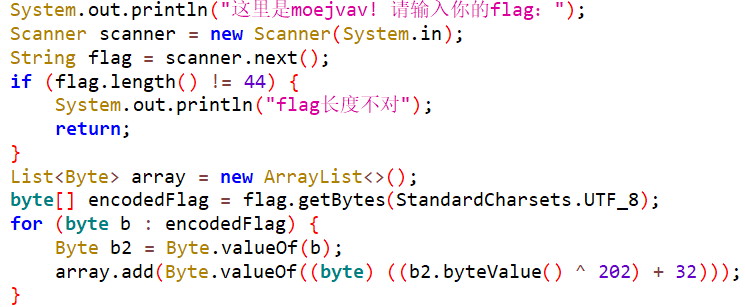 System.out.println("这里是moejvav! 请输入你的flag: ");
Scanner scanner = new Scanner(System.in);
String flag = scanner.next();
if (flag.length() != 44) {
    System.out.println("flag长度不对");
    return;
}
List<Byte> array = new ArrayList<>();
byte[] encodedFlag = flag.getBytes(StandardCharsets.UTF_8);
for (byte b : encodedFlag) {
    Byte b2 = Byte.valueOf(b);
    array.add(Byte.valueOf((byte) ((b2.byteValue() ^ 202) + 32)));
}